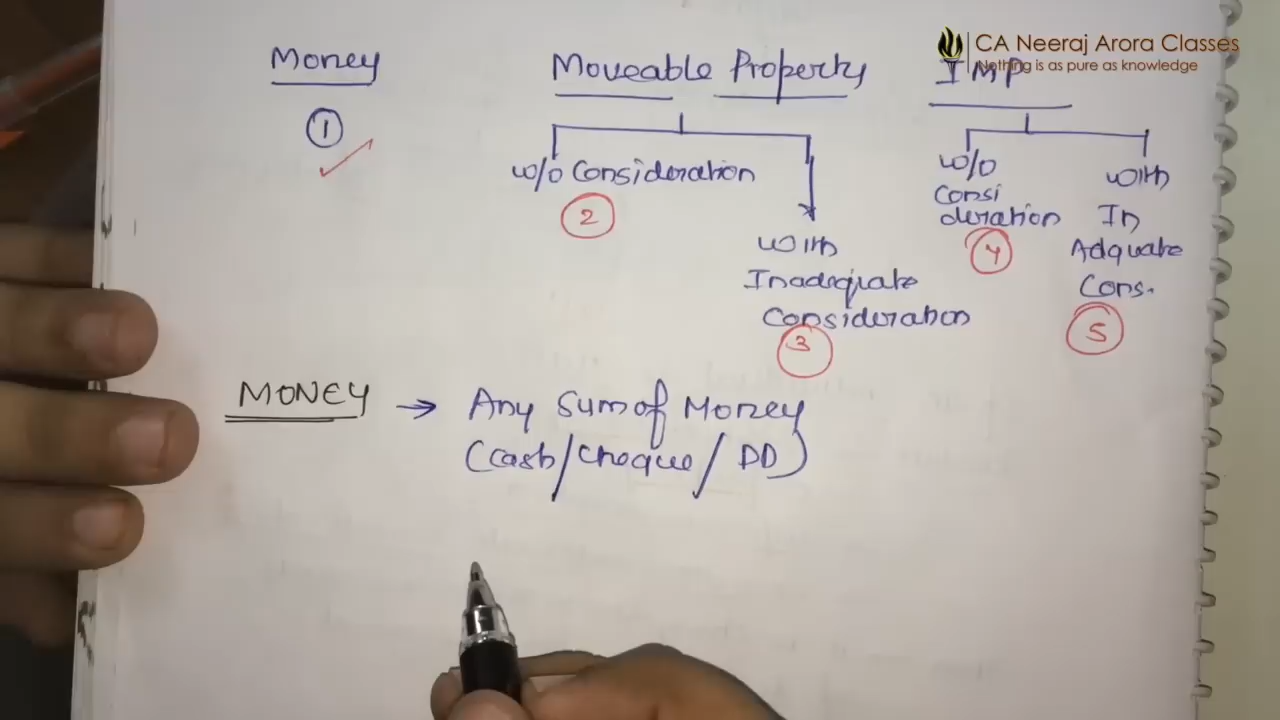 CA Neeraj Arora Classes
Nothing is as pure as knowledge
Money
①
Moveable Property
w/o Consideration
2
With
Inadequate
Consideration
3
IMP
w/o
Consi
deration
4
With
In
Adquate
Cons.
5
MONEY → Any Sum of Money
(Cash/Cheque/DD)